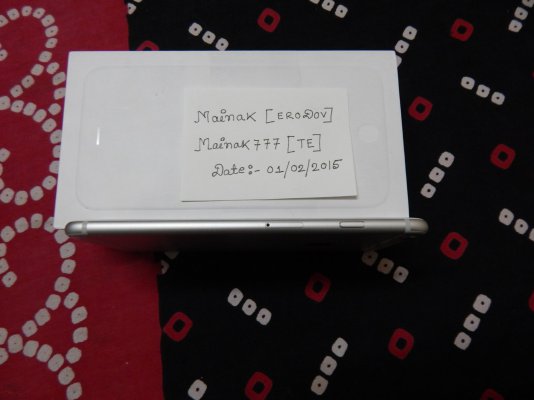 Mainak [ERODOV]
Mainak777 [TE]
Date:- 01/02/2015